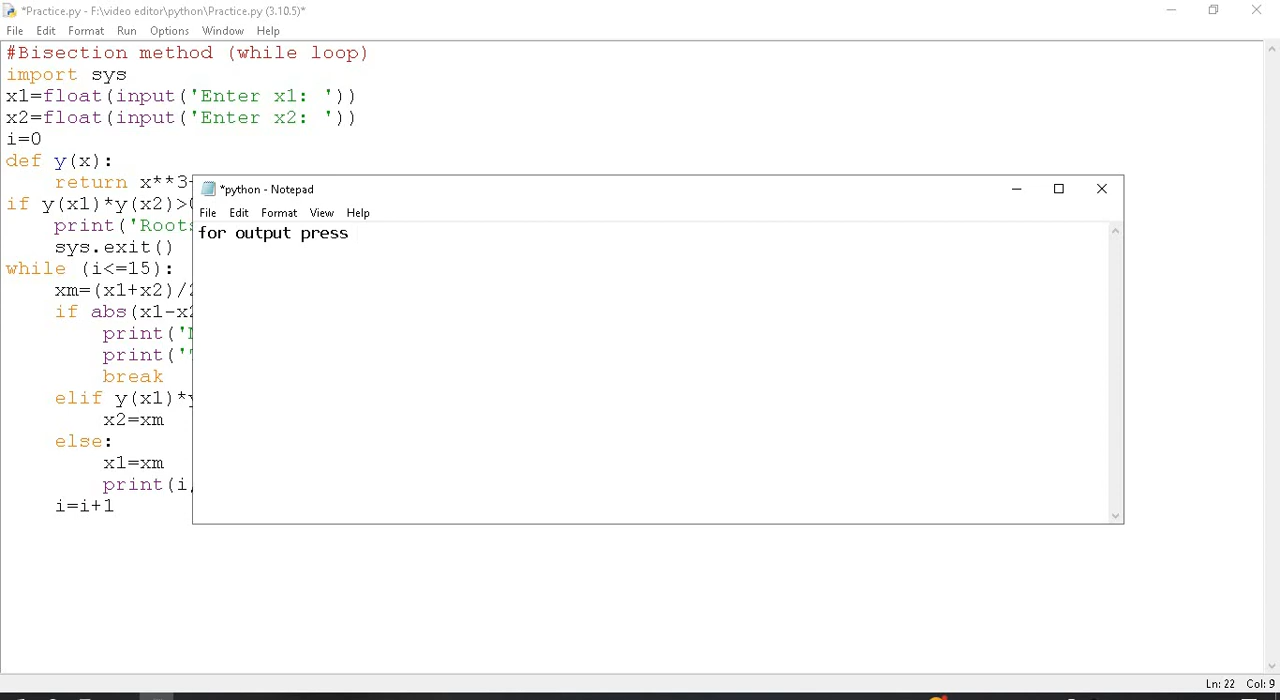 *Practice.py - F:\video editor\python\Practice.py (3.10.5)*
File Edit Format Run Options Window Help
#Bisection method (while loop)
import sys
x1=float(input('Enter x1: '))
x2=float(input('Enter x2: '))
i=0
def y(x):
return x**3
if y(x1)*y(x2)>
print('Roots
sys.exit()
while (i<=15):
xm=(x1+x2)/
if abs(x1-x
print('
print('
break
elif y(x1)*
x2=xm
else:
x1=xm
print(i,
i=i+1
*python - Notepad
File Edit Format View Help
for output press
Ln: 22 Col: 9